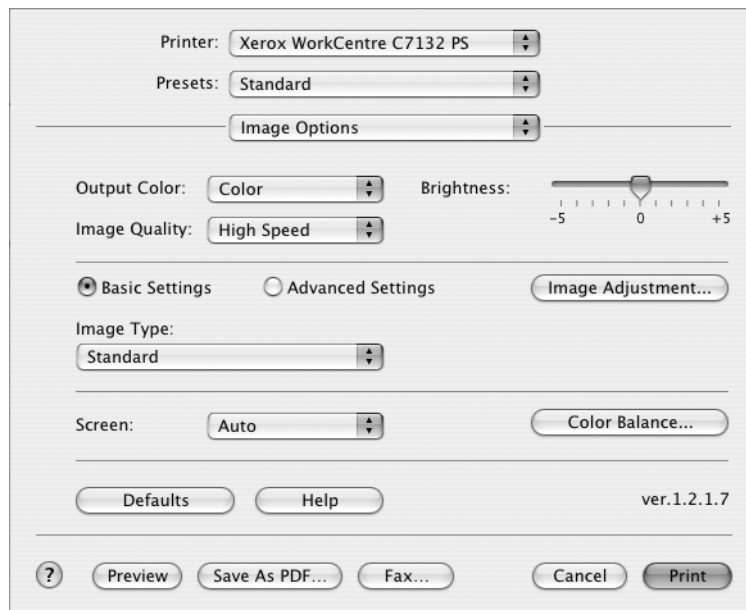 Printer: Xerox WorkCentre C7132 PS
Presets: Standard
Image Options
Output Color: Color Brightness:
-5 0 +5
Image Quality: High Speed
Basic Settings Advanced Settings Image Adjustment...
Image Type:
Standard
Screen: Auto Color Balance...
Defaults Help ver.1.2.1.7
? Preview Save As PDF... Fax... Cancel Print